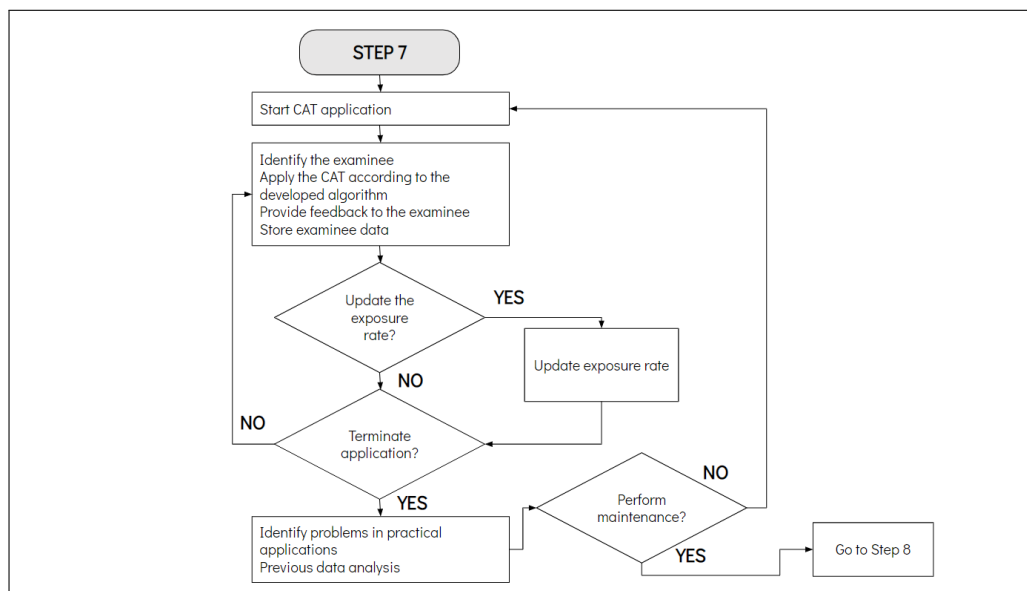 STEP 7
Start CAT application
Identify the examinee
Apply the CAT according to the
developed algorithm
Provide feedback to the examinee
Store examinee data
Update the
exposure
rate?
YES
Update exposure rate
NO
NO
Terminate
application?
YES
Identify problems in practical
applications
Previous data analysis
Perform
maintenance?
NO
YES
Go to Step 8